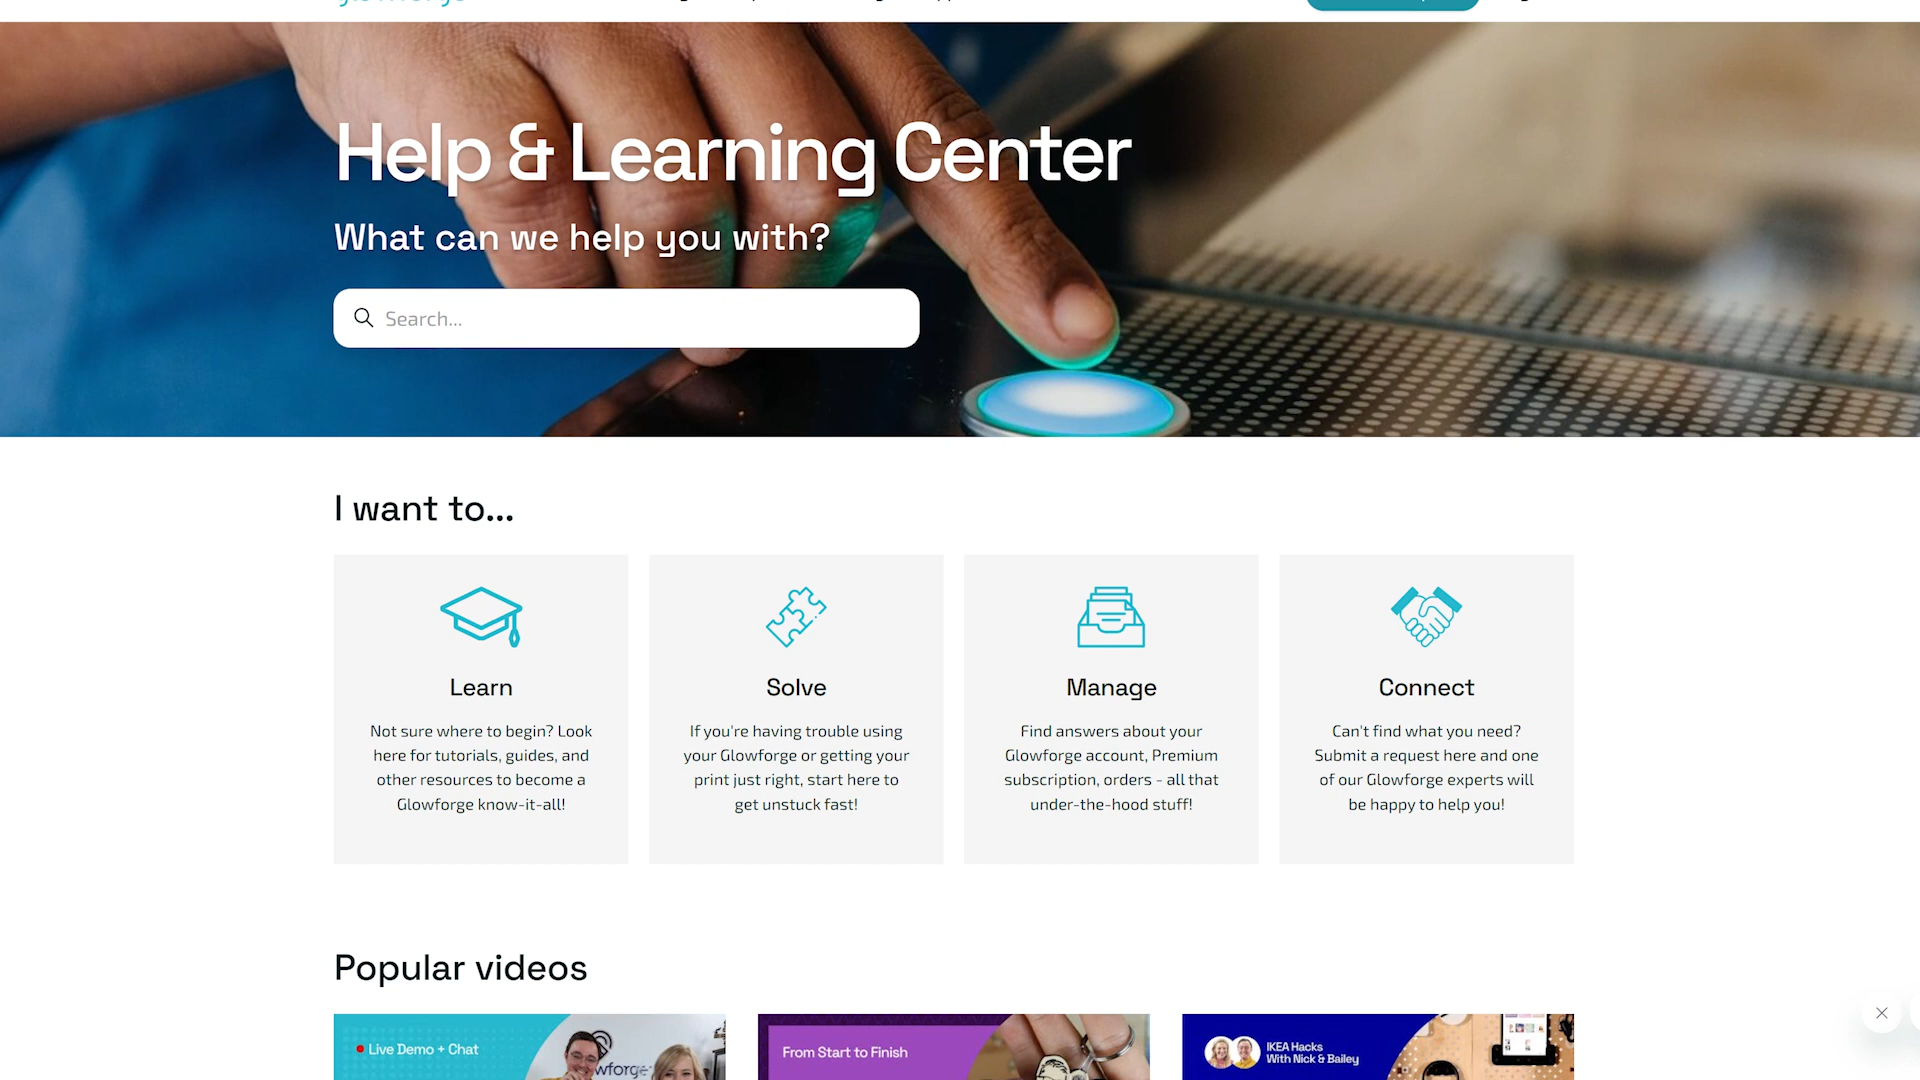 Help & Learning Center
What can we help you with?
Search...
I want to...
Learn
Not sure where to begin? Look
here for tutorials, guides, and
other resources to become a
Glowforge know-it-all!
Solve
If you're having trouble using
your Glowforge or getting your
print just right, start here to
get unstuck fast!
Manage
Find answers about your
Glowforge account, Premium
subscription, orders - all that
under-the-hood stuff!
Connect
Can't find what you need?
Submit a request here and one
of our Glowforge experts will
be happy to help you!
Popular videos
Live Demo + Chat
From Start to Finish
IKEA Hacks
With Nick & Bailey